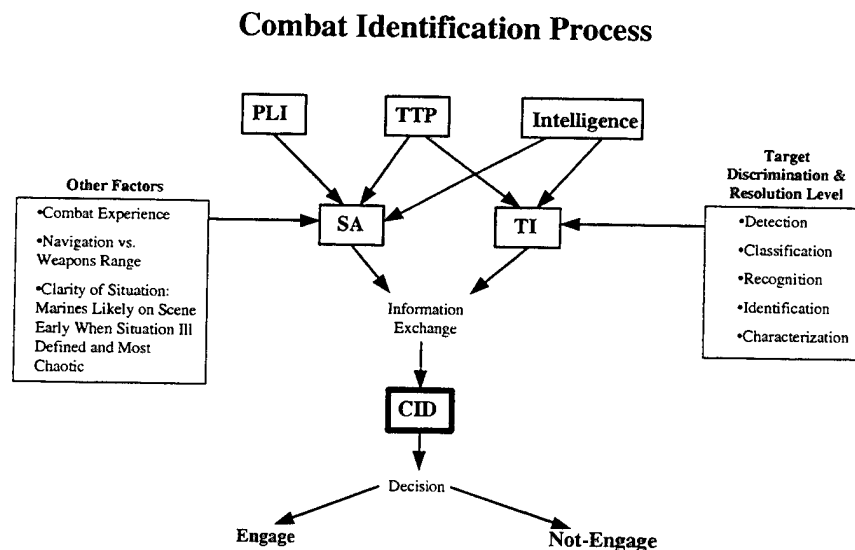 Combat Identification Process
PLI
TTP
Intelligence
Other Factors
•Combat Experience
•Navigation vs.
Weapons Range
•Clarity of Situation:
Marines Likely on Scene
Early When Situation Ill
Defined and Most
Chaotic
SA
TI
Target
Discrimination &
Resolution Level
•Detection
•Classification
•Recognition
•Identification
•Characterization
Information
Exchange
CID
Decision
Engage
Not-Engage